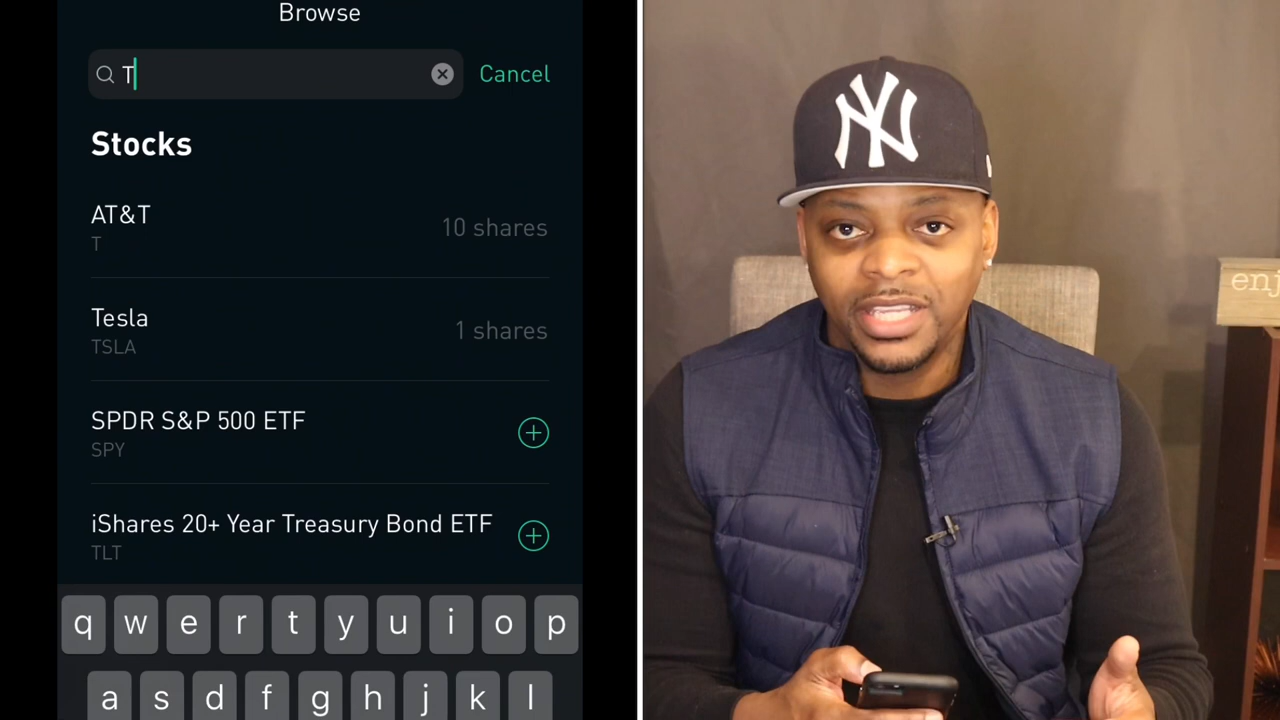 Browse
T
Cancel
Stocks
AT&T
T
10 shares
Tesla
TSLA
1 shares
SPDR S&P 500 ETF
SPY
iShares 20+ Year Treasury Bond ETF
TLT
q w e r t y u i o p
a s d f g h j k l
NY
enj